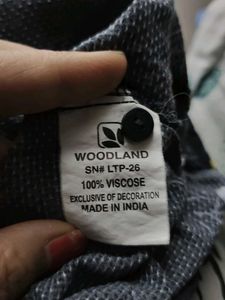 WOODLAND
SN# LTP-26
100% VISCOSE
EXCLUSIVE OF DECORATION
MADE IN INDIA